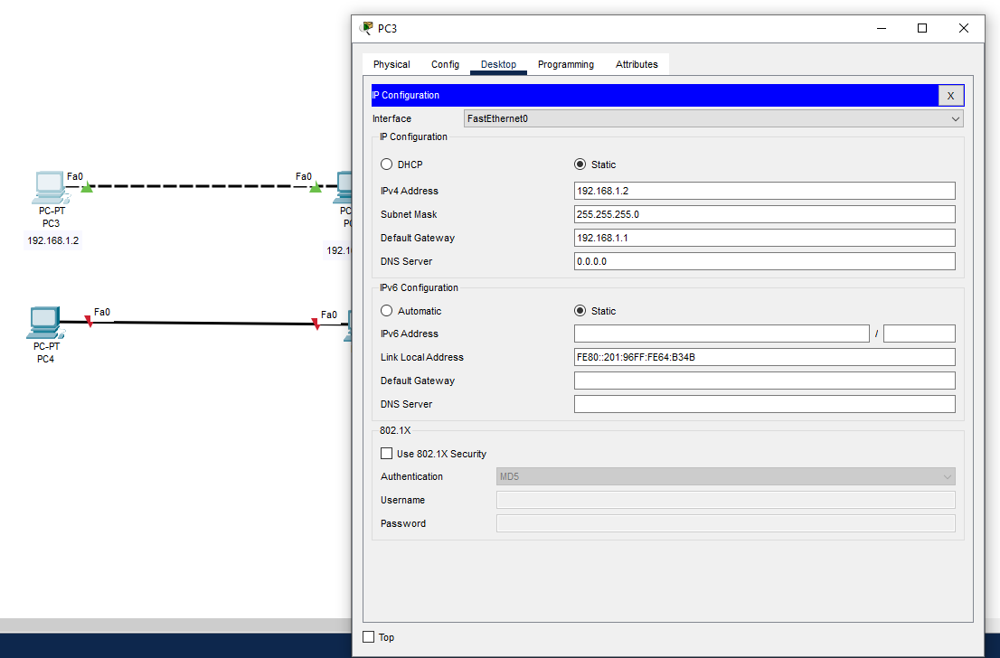 PC3
Physical Config Desktop Programming Attributes
IP Configuration X
Interface FastEthernet0
IP Configuration
DHCP Static
IPv4 Address 192.168.1.2
Subnet Mask 255.255.255.0
Default Gateway 192.168.1.1
DNS Server 0.0.0.0
IPv6 Configuration
Automatic Static
IPv6 Address /
Link Local Address FE80::201:96FF:FE64:B34B
Default Gateway
DNS Server
802.1X
Use 802.1X Security
Authentication MD5
Username
Password
Top
Fa0 Fa0
PC-PT PC
PC3 PC
192.168.1.2
192.1
Fa0 Fa0
PC-PT
PC4